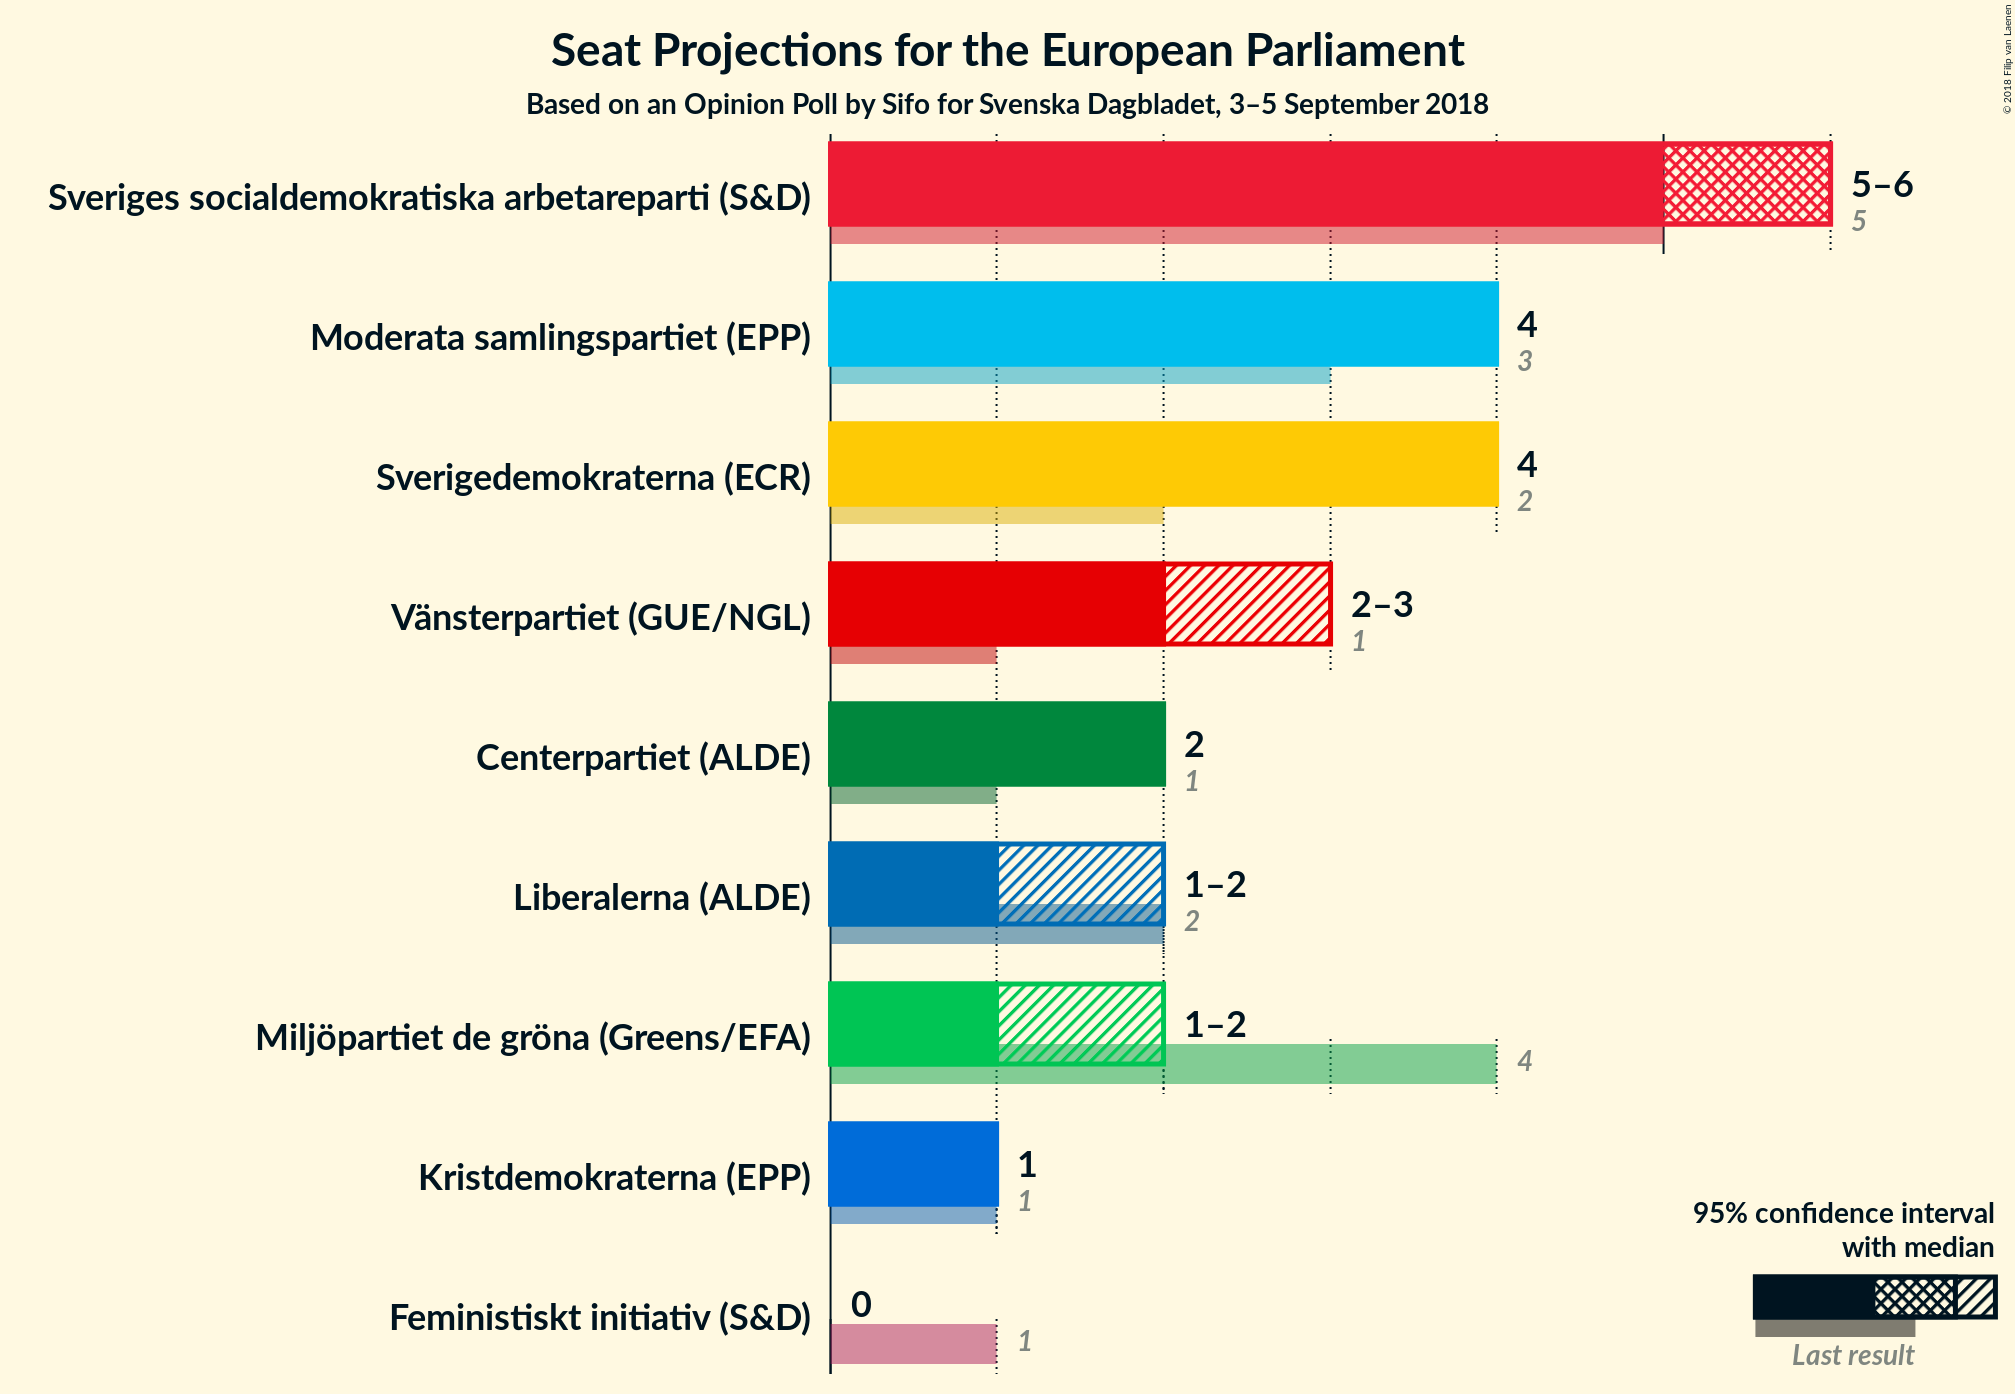 Seat Projections for the European Parliament
Based on an Opinion Poll by Sifo for Svenska Dagbladet, 3–5 September 2018
© 2018 Filip van Laenen
Sveriges socialdemokratiska arbetareparti (S&D)
5–6
5
Moderata samlingspartiet (EPP)
4
3
Sverigedemokraterna (ECR)
4
2
Vänsterpartiet (GUE/NGL)
2–3
1
Centerpartiet (ALDE)
2
1
Liberalerna (ALDE)
1–2
2
Miljöpartiet de gröna (Greens/EFA)
1–2
4
Kristdemokraterna (EPP)
1
1
Feministiskt initiativ (S&D)
0
1
95% confidence interval
with median
Last result